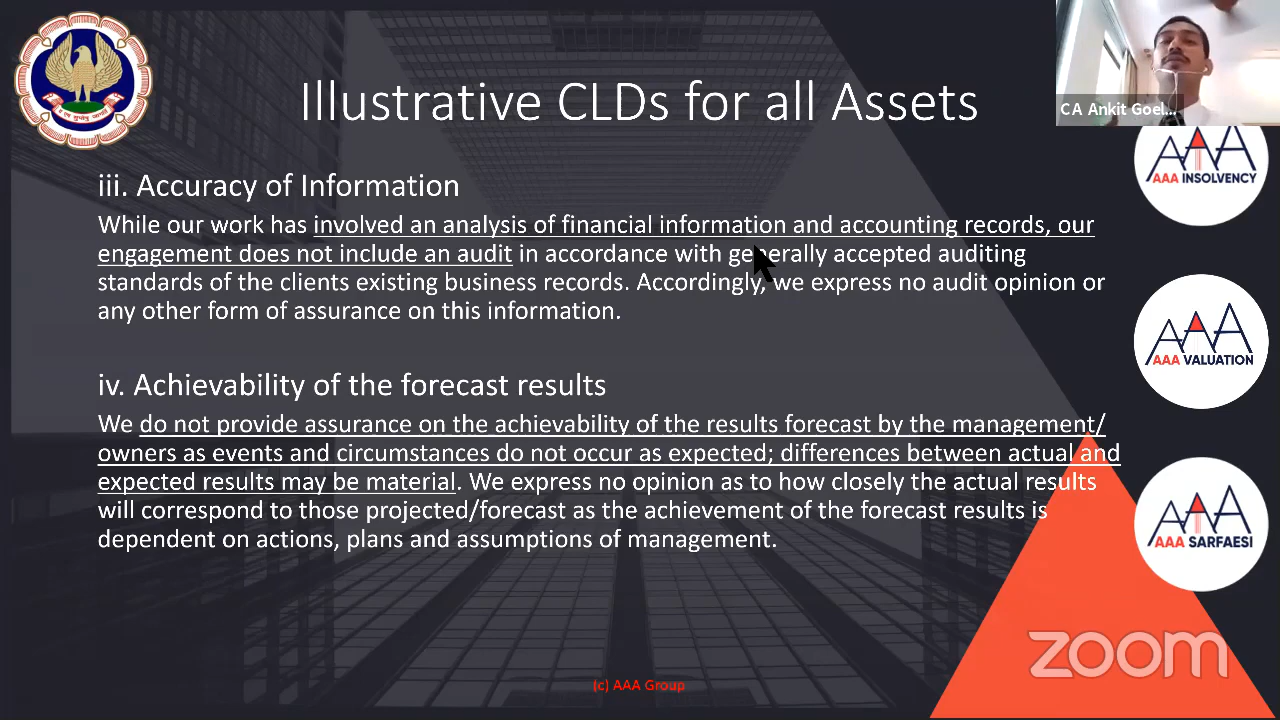 Illustrative CLDs for all Assets
CA Ankit Goel...
iii. Accuracy of Information
While our work has involved an analysis of financial information and accounting records, our
engagement does not include an audit in accordance with generally accepted auditing
standards of the clients existing business records. Accordingly, we express no audit opinion or
any other form of assurance on this information.
iv. Achievability of the forecast results
We do not provide assurance on the achievability of the results forecast by the management/
owners as events and circumstances do not occur as expected; differences between actual and
expected results may be material. We express no opinion as to how closely the actual results
will correspond to those projected/forecast as the achievement of the forecast results is
dependent on actions, plans and assumptions of management.
AAA
AAA INSOLVENCY
AAA
AAA VALUATION
AAA
AAA SARFAESI
zoom
(c) AAA Group